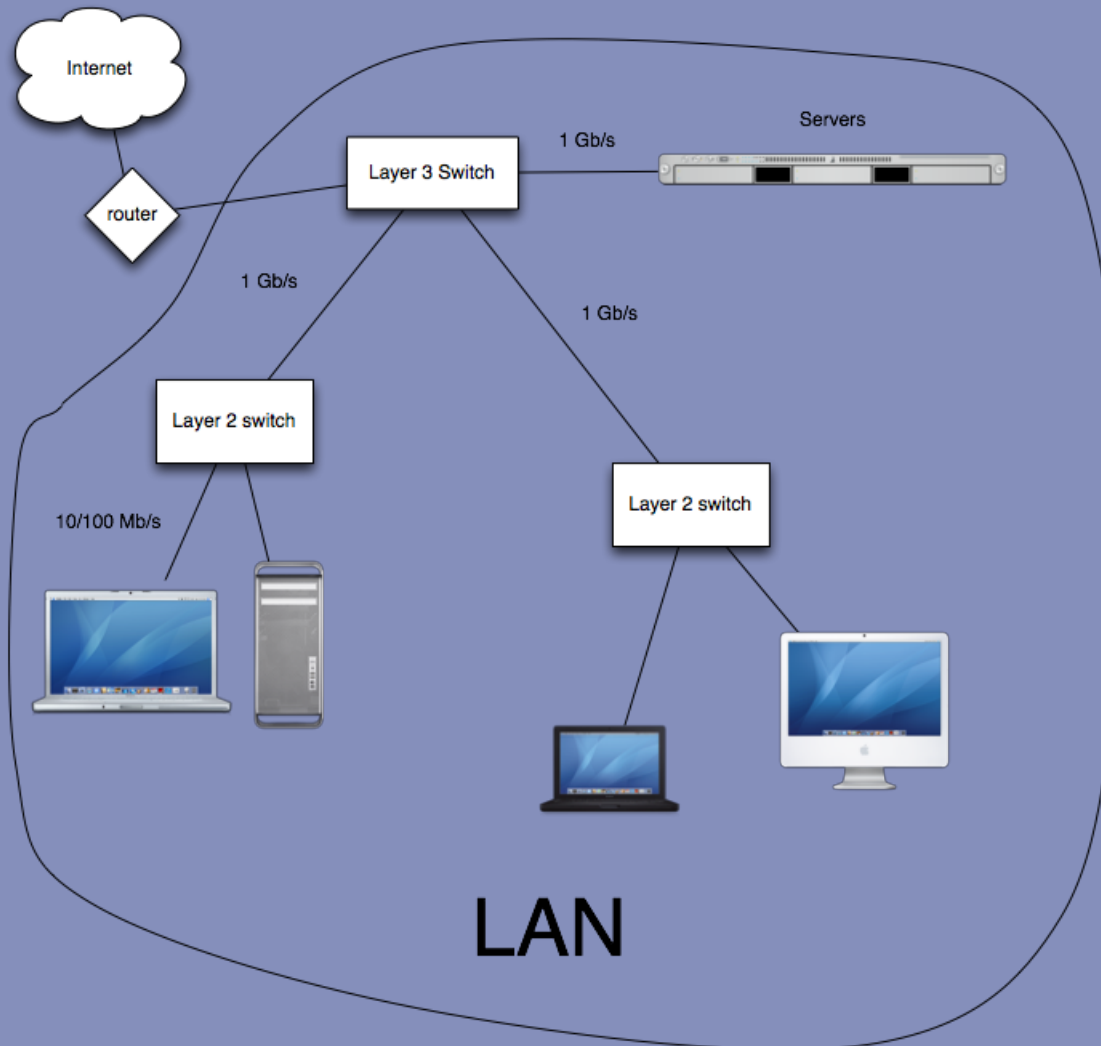 Internet
Servers
1 Gb/s
Layer 3 Switch
router
1 Gb/s
1 Gb/s
Layer 2 switch
Layer 2 switch
10/100 Mb/s
LAN